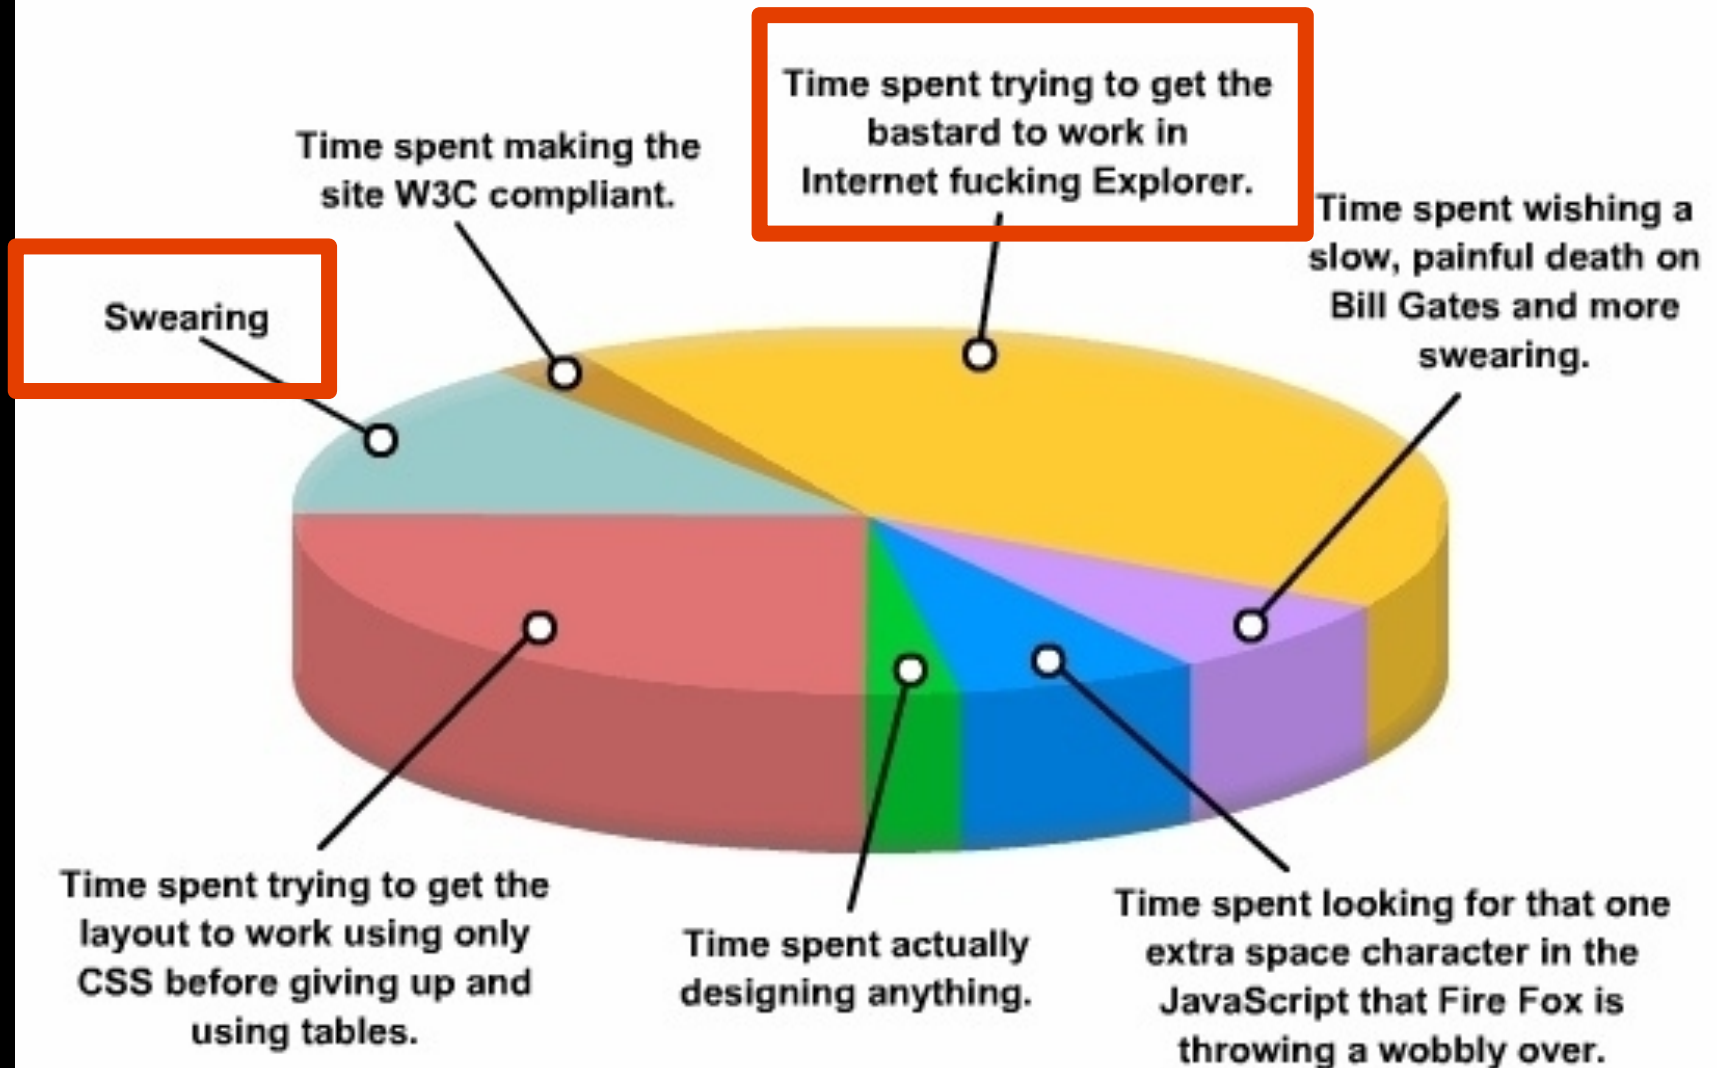 Time spent trying to get the
bastard to work in
Internet fucking Explorer.
Time spent making the
site W3C compliant.
Time spent wishing a
slow, painful death on
Bill Gates and more
swearing.
Swearing
Time spent trying to get the
layout to work using only
CSS before giving up and
using tables.
Time spent actually
designing anything.
Time spent looking for that one
extra space character in the
JavaScript that Fire Fox is
throwing a wobbly over.